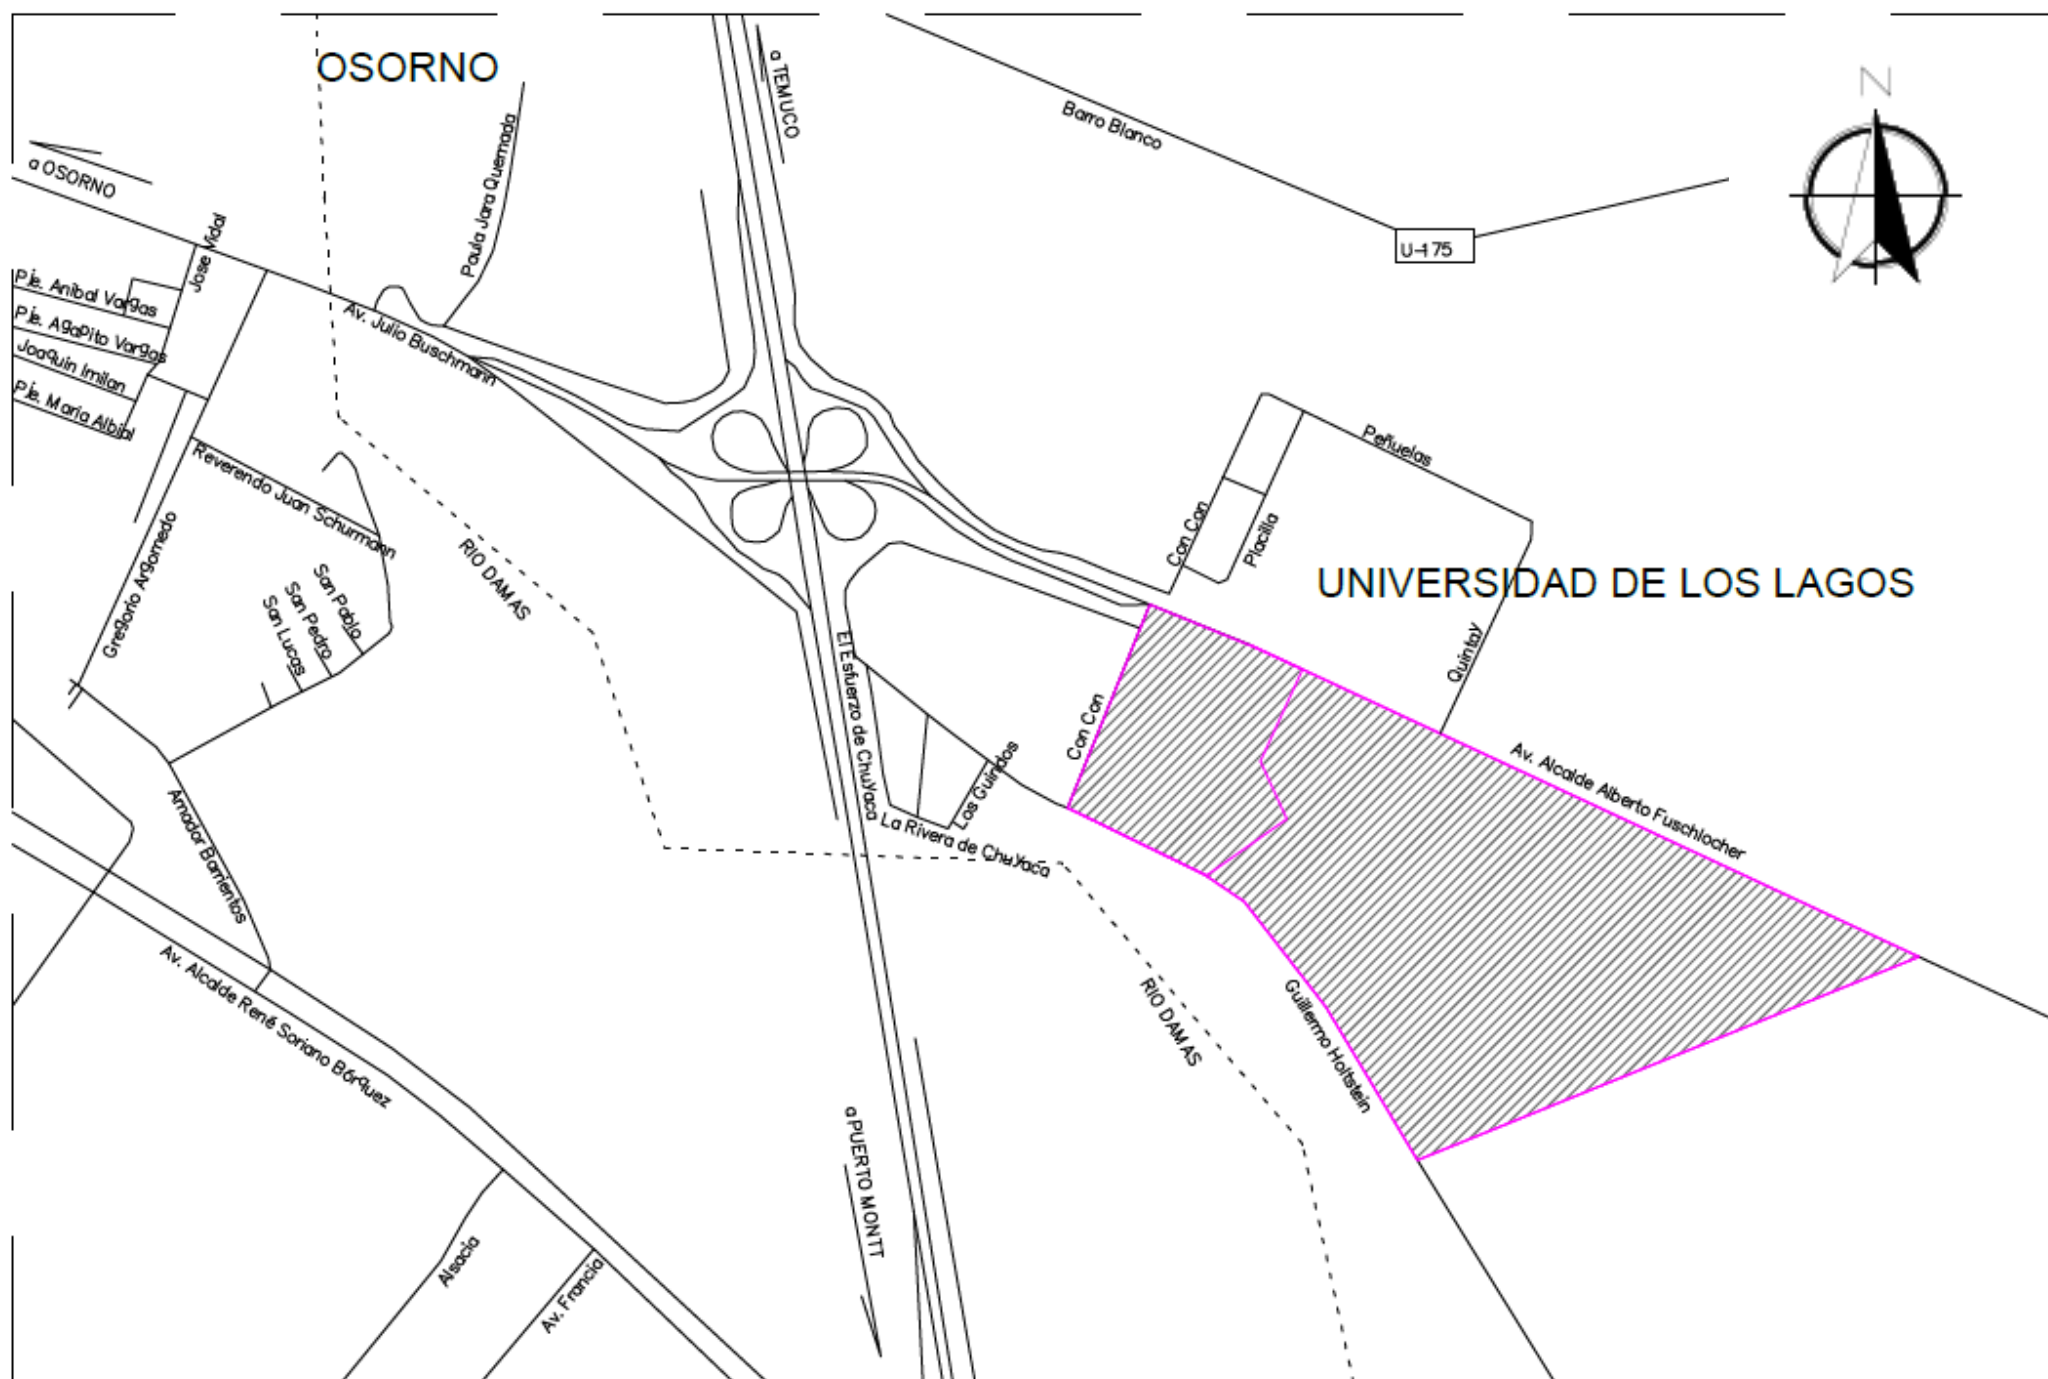 OSORNO
N
a TEMUCO
Barro Blanco
U-175
a OSORNO
Paula Jara Quemada
Jose Vidal
Pje. Aníbal Vargas
Pje. Agapito Vargas
Joaquin Imilan
Pje. María Albial
Av. Julio Buschmann
Peñuelas
Reverendo Juan Schurmann
Con Con
Placilla
Gregorio Argomedo
RIO DAMAS
San Pablo
San Pedro
San Lucas
UNIVERSIDAD DE LOS LAGOS
Quintay
El Esfuerzo de Chuyaca
Con Con
Los Guindos
Av. Alcalde Alberto Fuschlocher
La Rivera de Chuyaca
Amador Barrientos
Av. Alcalde René Soriano Bórquez
RIO DAMAS
Guillermo Holtstein
a PUERTO MONTT
Alsacia
Av. Francia